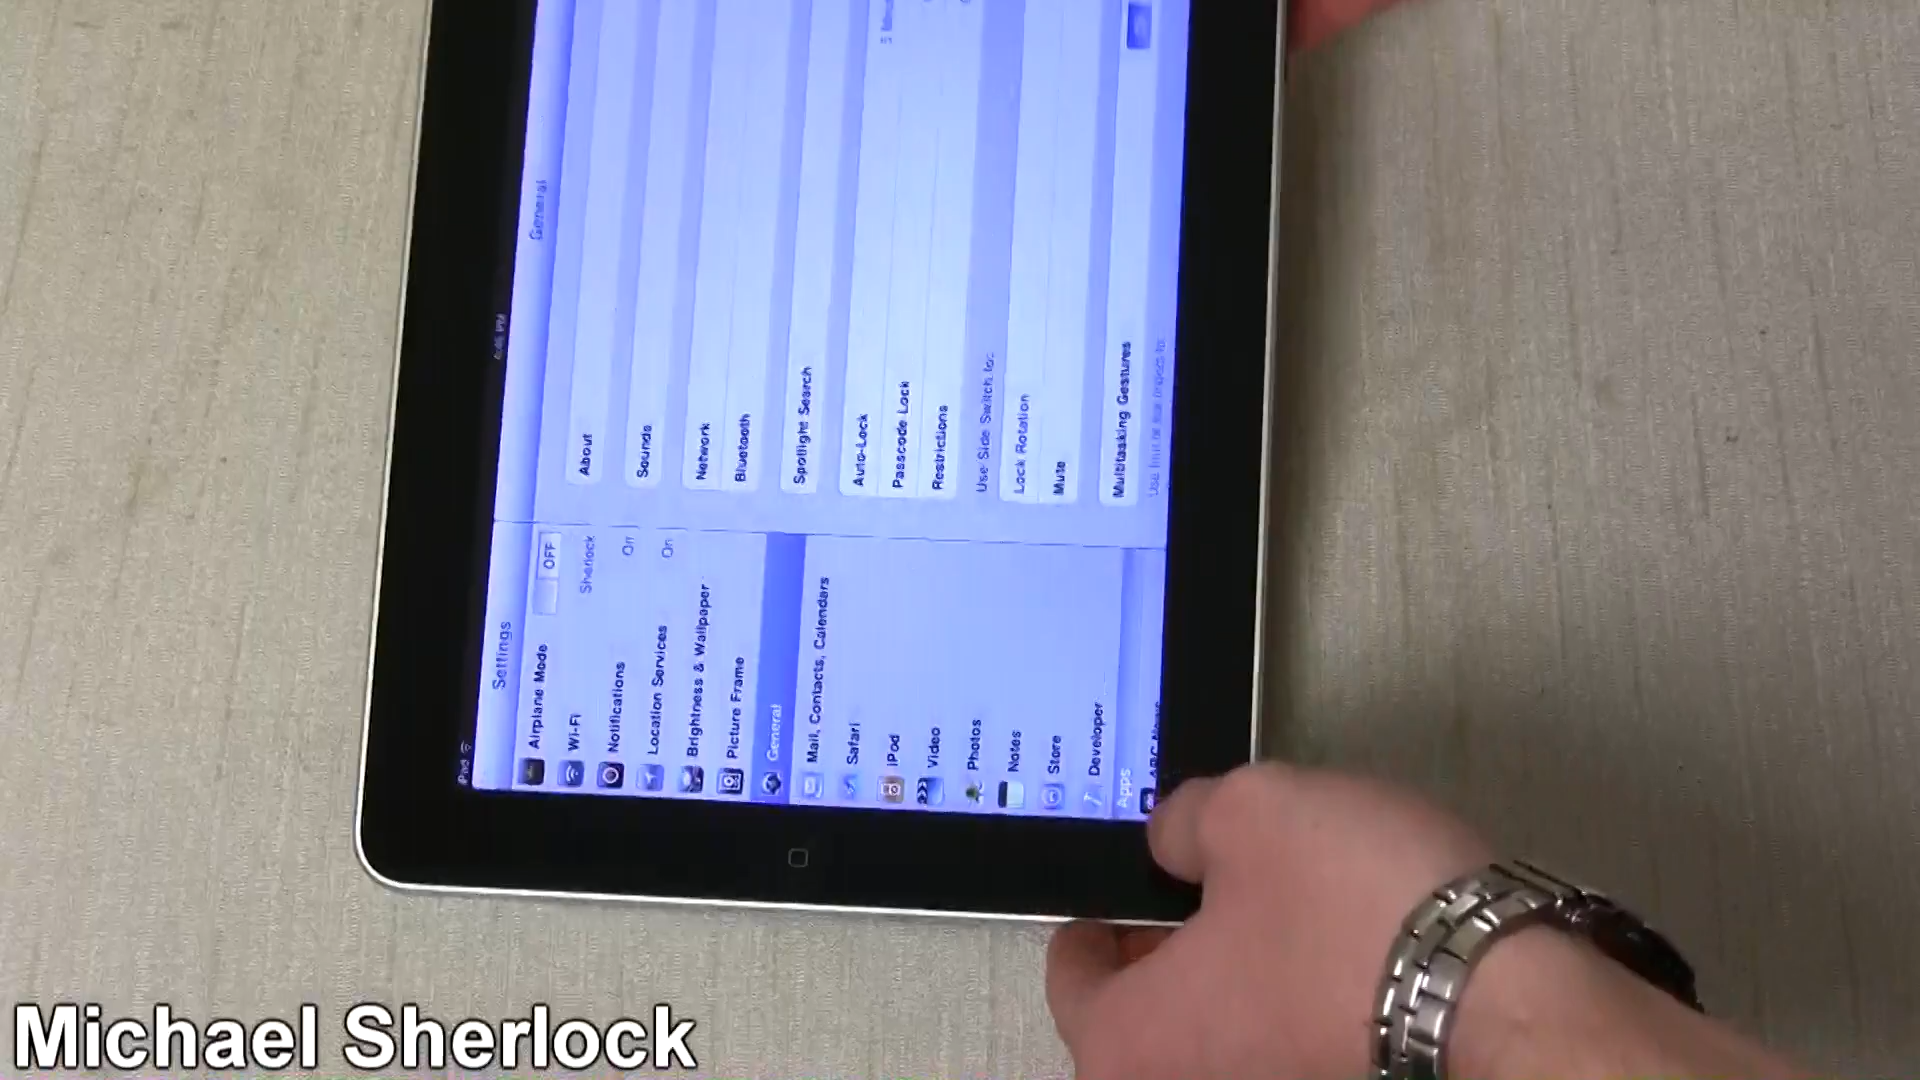 iPad
Settings
Airplane Mode
OFF
Wi-Fi
Sherlock
Notifications
On
Location Services
On
Brightness & Wallpaper
Picture Frame
General
Mail, Contacts, Calendars
Safari
iPod
Video
Photos
Notes
Store
Developer
Apps
General
About
Sounds
Network
Bluetooth
Spotlight Search
Auto-Lock
Passcode Lock
Restrictions
Use Side Switch to:
Lock Rotation
Mute
Multitasking Gestures
Michael Sherlock